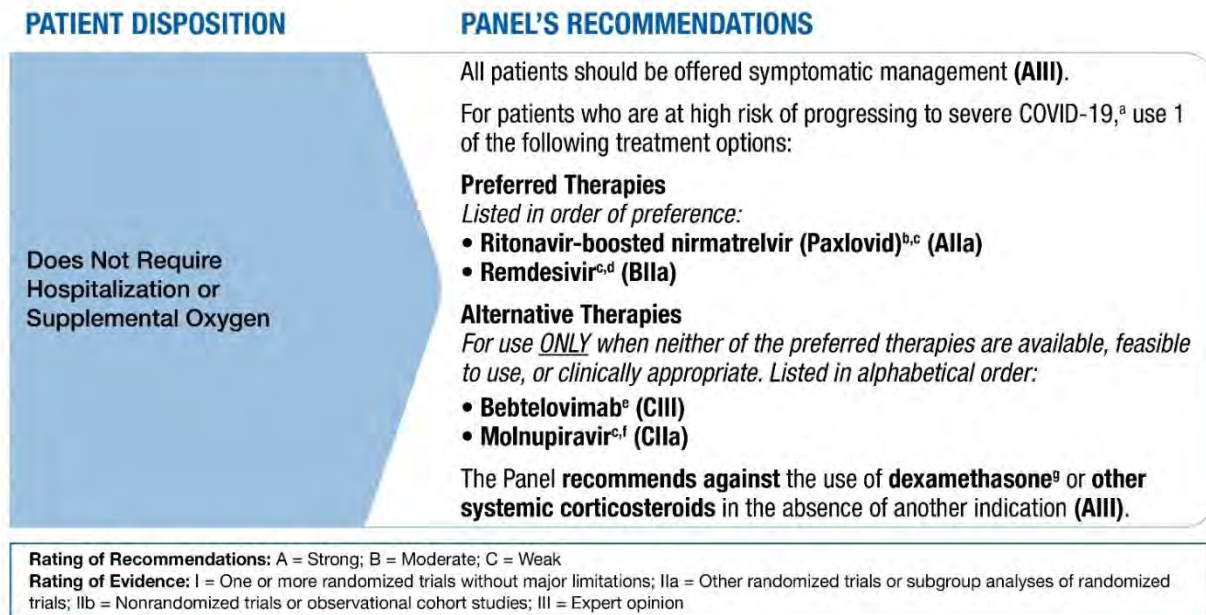 PATIENT DISPOSITION
PANEL'S RECOMMENDATIONS
Does Not Require
Hospitalization or
Supplemental Oxygen
All patients should be offered symptomatic management (AIII).
For patients who are at high risk of progressing to severe COVID-19,ᵃ use 1
of the following treatment options:
Preferred Therapies
Listed in order of preference:
• Ritonavir-boosted nirmatrelvir (Paxlovid)ᵇ,ᶜ (AIIa)
• Remdesivirᶜ,ᵈ (BIIa)
Alternative Therapies
For use ONLY when neither of the preferred therapies are available, feasible
to use, or clinically appropriate. Listed in alphabetical order:
• Bebtelovimabᵉ (CIII)
• Molnupiravirᶜ,ᶠ (CIIa)
The Panel recommends against the use of dexamethasoneᵍ or other
systemic corticosteroids in the absence of another indication (AIII).
Rating of Recommendations: A = Strong; B = Moderate; C = Weak
Rating of Evidence: I = One or more randomized trials without major limitations; IIa = Other randomized trials or subgroup analyses of randomized
trials; IIb = Nonrandomized trials or observational cohort studies; III = Expert opinion